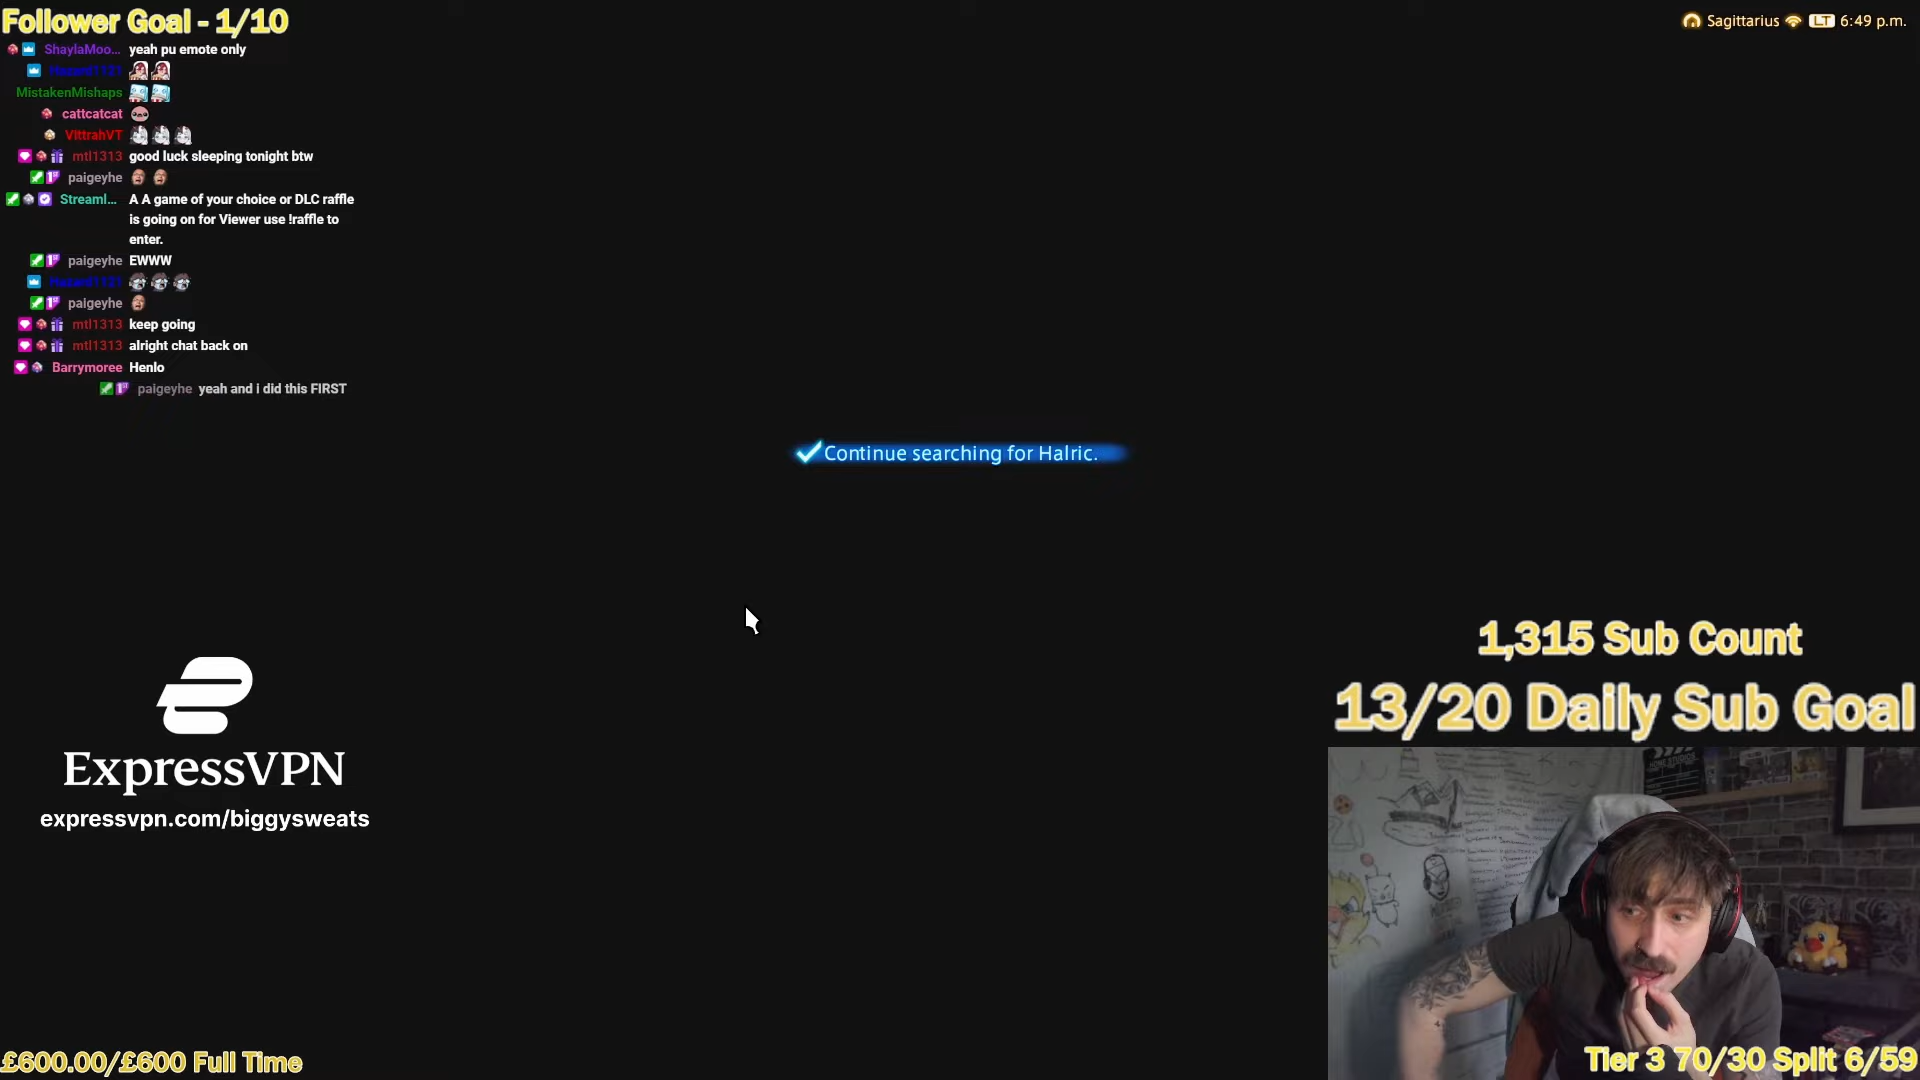 Follower Goal - 1/10
Sagittarius LT 6:49 p.m.
ShaylaMoo... yeah pu emote only
Hazard1121
MistakenMishaps
cattcatcat
VittrahVT
mtl1313 good luck sleeping tonight btw
paigeyhe
Streaml... A A game of your choice or DLC raffle
is going on for Viewer use !raffle to
enter.
paigeyhe EWWW
Hazard1121
paigeyhe
mtl1313 keep going
mtl1313 alright chat back on
Barrymoree Henlo
paigeyhe yeah and i did this FIRST
Continue searching for Halric.
ExpressVPN
expressvpn.com/biggysweats
1,315 Sub Count
13/20 Daily Sub Goal
£600.00/£600 Full Time
Tier 3 70/30 Split 6/59